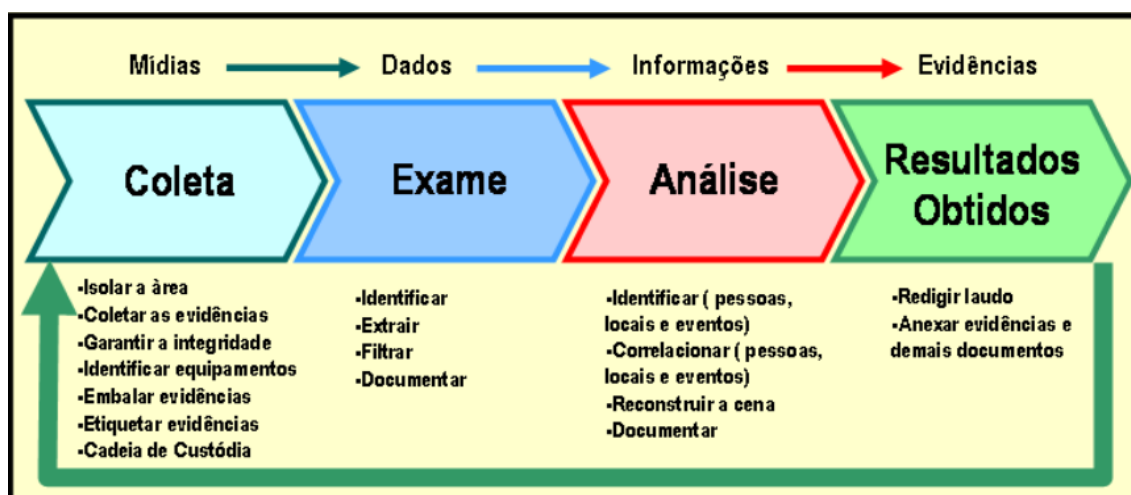 Mídias
Dados
Informações
Evidências
Coleta
Exame
Análise
Resultados
Obtidos
-Isolar a àrea
-Coletar as evidências
-Garantir a integridade
-Identificar equipamentos
-Embalar evidências
-Etiquetar evidências
-Cadeia de Custódia
-Identificar
-Extrair
-Filtrar
-Documentar
-Identificar ( pessoas,
locais e eventos)
-Correlacionar ( pessoas,
locais e eventos)
-Reconstruir a cena
-Documentar
-Redigir laudo
-Anexar evidências e
demais documentos